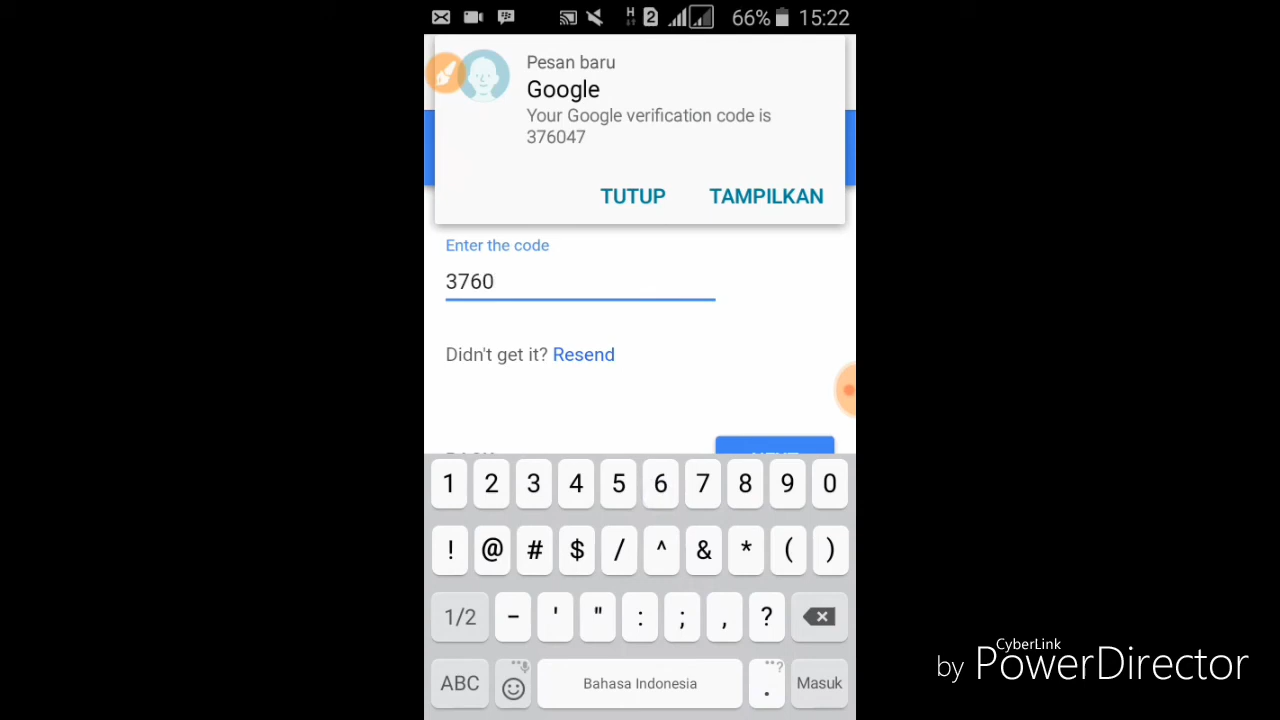 H 2 66% 15:22
Pesan baru
Google
Your Google verification code is
376047
TUTUP TAMPILKAN
Enter the code
3760
Didn't get it? Resend
1 2 3 4 5 6 7 8 9 0
! @ # $ / ^ & * ( )
1/2 - ' " : ; , ?
ABC Bahasa Indonesia . Masuk
CyberLink
by PowerDirector